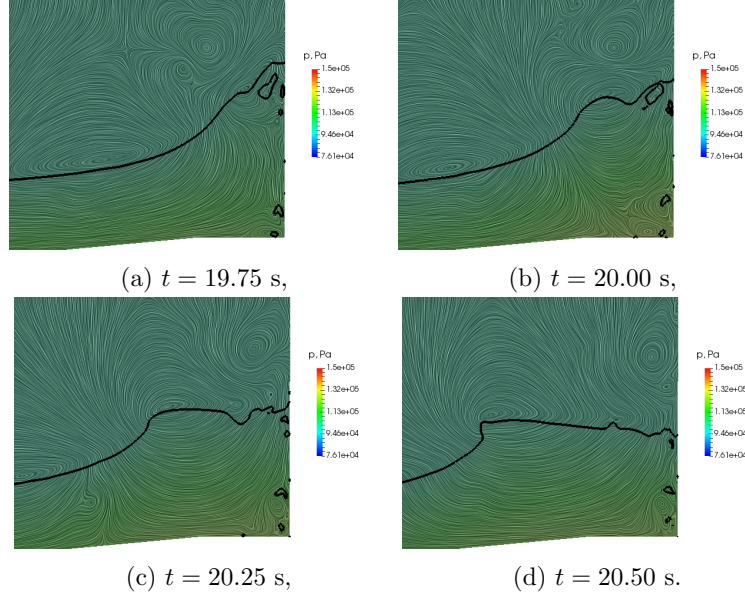 p, Pa
1.5e+05
1.32e+05
1.13e+05
9.46e+04
7.61e+04
p, Pa
1.5e+05
1.32e+05
1.13e+05
9.46e+04
7.61e+04
(a) t = 19.75 s,
(b) t = 20.00 s,
p, Pa
1.5e+05
1.32e+05
1.13e+05
9.46e+04
7.61e+04
p, Pa
1.5e+05
1.32e+05
1.13e+05
9.46e+04
7.61e+04
(c) t = 20.25 s,
(d) t = 20.50 s.